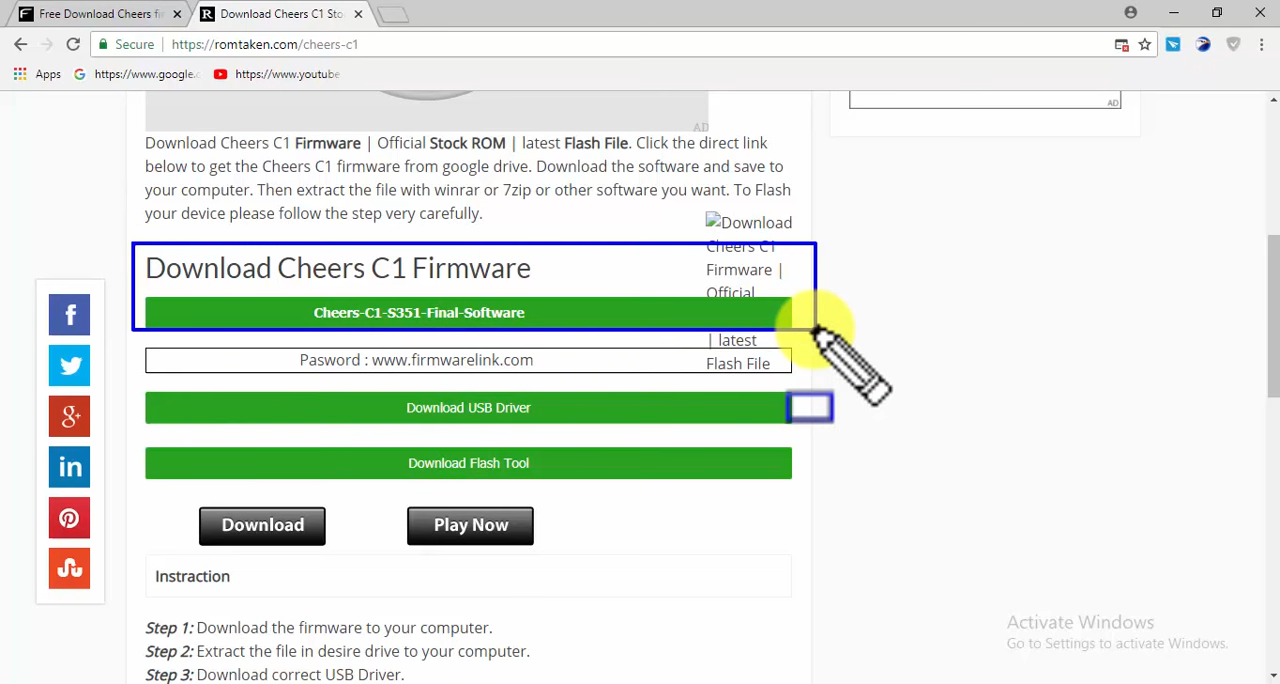 Free Download Cheers fi
Download Cheers C1 Sto
Secure
https://romtaken.com/cheers-c1
Apps
https://www.google.c
https://www.youtube
AD
AD
Download Cheers C1 Firmware | Official Stock ROM | latest Flash File. Click the direct link
below to get the Cheers C1 firmware from google drive. Download the software and save to
your computer. Then extract the file with winrar or 7zip or other software you want. To Flash
your device please follow the step very carefully.
Download
Cheers C1
Firmware |
Official
| latest
Flash File
Download Cheers C1 Firmware
Cheers-C1-S351-Final-Software
Pasword : www.firmwarelink.com
Download USB Driver
Download Flash Tool
Download
Play Now
Instraction
Step 1: Download the firmware to your computer.
Step 2: Extract the file in desire drive to your computer.
Step 3: Download correct USB Driver.
Activate Windows
Go to Settings to activate Windows.